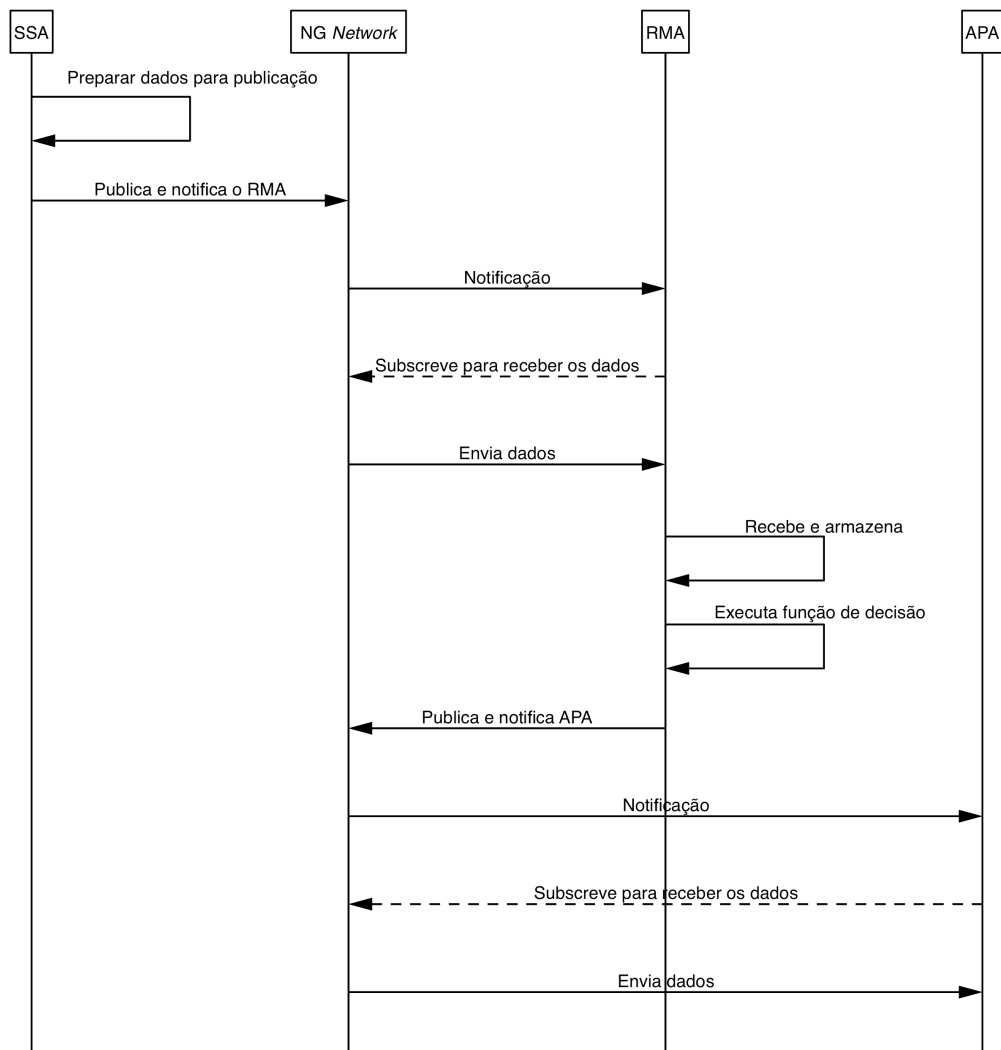 SSA
NG Network
RMA
APA
Preparar dados para publicação
Publica e notifica o RMA
Notificação
Subscreve para receber os dados
Envia dados
Recebe e armazena
Executa função de decisão
Publica e notifica APA
Notificação
Subscreve para receber os dados
Envia dados